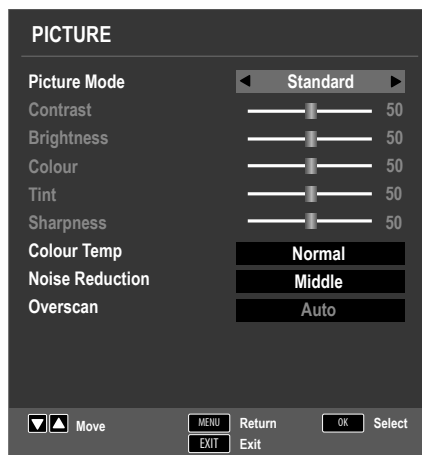 PICTURE
Picture Mode Standard
Contrast 50
Brightness 50
Colour 50
Tint 50
Sharpness 50
Colour Temp Normal
Noise Reduction Middle
Overscan Auto
Move MENU Return OK Select
EXIT Exit